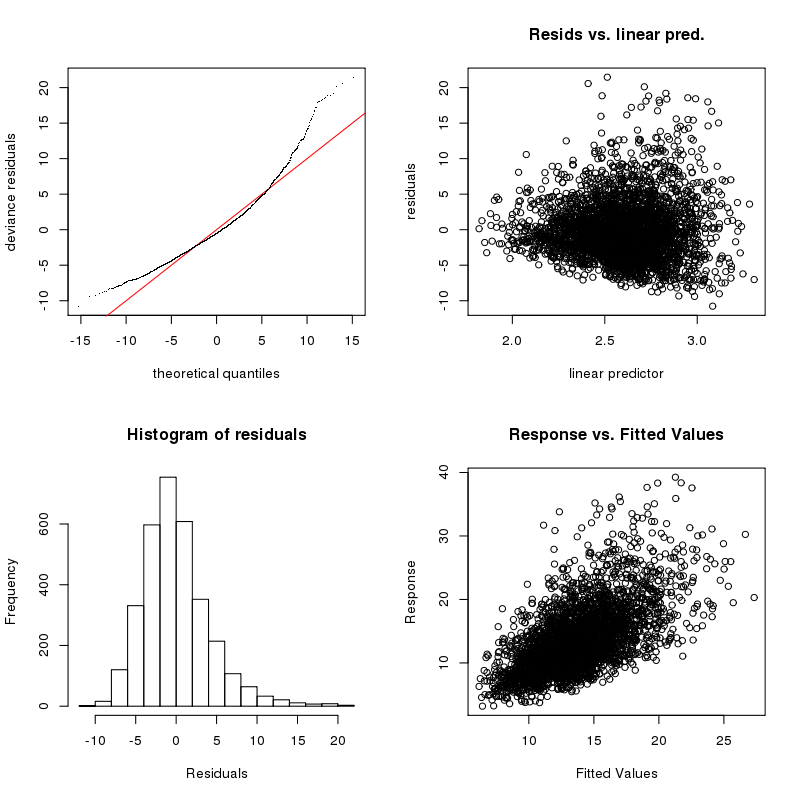 deviance residuals
20
15
10
5
0
-5
-10
-15 -10 -5 0 5 10 15
theoretical quantiles
Resids vs. linear pred.
residuals
20
15
10
5
0
-5
-10
2.0 2.5 3.0
linear predictor
Histogram of residuals
Frequency
600
400
200
0
-10 -5 0 5 10 15 20
Residuals
Response vs. Fitted Values
Response
40
30
20
10
10 15 20 25
Fitted Values